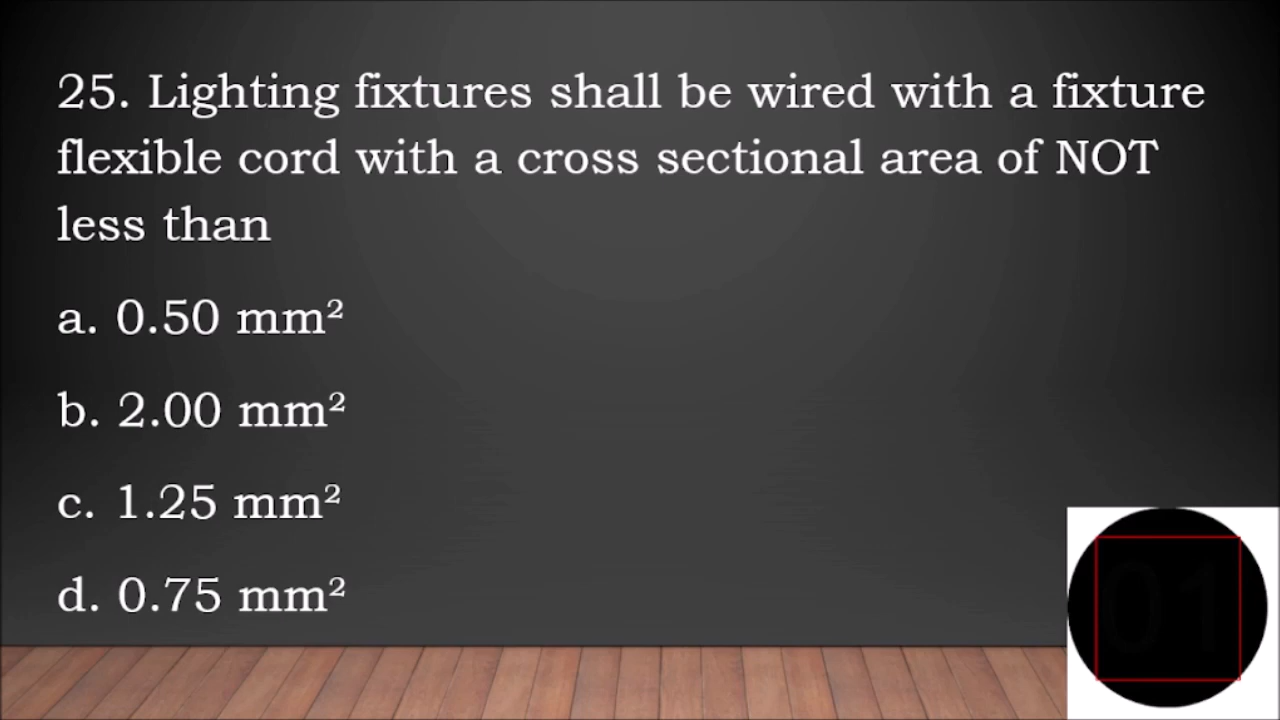 25. Lighting fixtures shall be wired with a fixture
flexible cord with a cross sectional area of NOT
less than
a. 0.50 mm²
b. 2.00 mm²
c. 1.25 mm²
d. 0.75 mm²
01